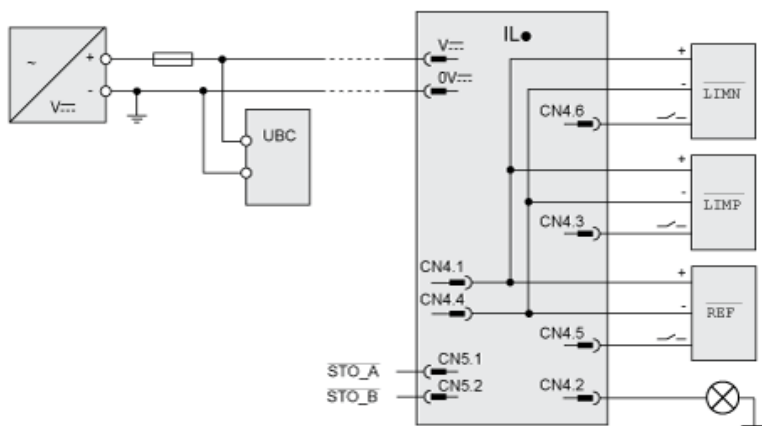 ~
+
-
V⎓
UBC
IL●
V⎓
0V⎓
CN4.6
CN4.3
CN4.1
CN4.4
CN4.5
CN5.1
CN5.2
CN4.2
STO_A
STO_B
+
-
LIMN
+
-
LIMP
+
-
REF